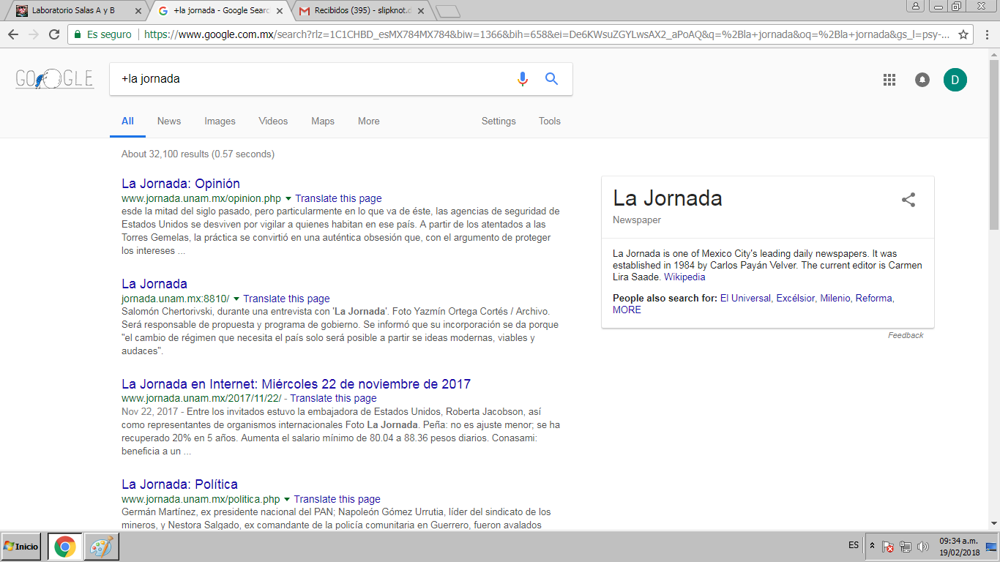 Laboratorio Salas A y B
+la jornada - Google Searc
Recibidos (395) - slipknot.d
Es seguro
https://www.google.com.mx/search?rlz=1C1CHBD_esMX784MX784&biw=1366&bih=658&ei=De6KWsuZGYLwsAX2_aPoAQ&q=%2Bla+jornada&oq=%2Bla+jornada&gs_l=psy-...
GOOGLE
+la jornada
D
All News Images Videos Maps More Settings Tools
About 32,100 results (0.57 seconds)
La Jornada: Opinión
www.jornada.unam.mx/opinion.php Translate this page
esde la mitad del siglo pasado, pero particularmente en lo que va de éste, las agencias de seguridad de
Estados Unidos se desviven por vigilar a quienes habitan en ese país. A partir de los atentados a las
Torres Gemelas, la práctica se convirtió en una auténtica obsesión que, con el argumento de proteger
los intereses ...
La Jornada
jornada.unam.mx:8810/ Translate this page
Salomón Chertorivski, durante una entrevista con 'La Jornada'. Foto Yazmín Ortega Cortés / Archivo.
Será responsable de propuesta y programa de gobierno. Se informó que su incorporación se da porque
"el cambio de régimen que necesita el país solo será posible a partir se ideas modernas, viables y
audaces".
La Jornada en Internet: Miércoles 22 de noviembre de 2017
www.jornada.unam.mx/2017/11/22/ - Translate this page
Nov 22, 2017 - Entre los invitados estuvo la embajadora de Estados Unidos, Roberta Jacobson, así
como representantes de organismos internacionales Foto La Jornada. Peña: no es ajuste menor; se ha
recuperado 20% en 5 años. Aumenta el salario mínimo de 80.04 a 88.36 pesos diarios. Conasami:
beneficia a un ...
La Jornada: Política
www.jornada.unam.mx/politica.php Translate this page
Germán Martínez, ex presidente nacional del PAN; Napoleón Gómez Urrutia, líder del sindicato de los
mineros, y Nestora Salgado, ex comandante de la policía comunitaria en Guerrero, fueron avalados
La Jornada
Newspaper
La Jornada is one of Mexico City's leading daily newspapers. It was
established in 1984 by Carlos Payán Velver. The current editor is Carmen
Lira Saade. Wikipedia
People also search for: El Universal, Excélsior, Milenio, Reforma,
MORE
Feedback
Inicio
ES
09:34 a.m.
19/02/2018